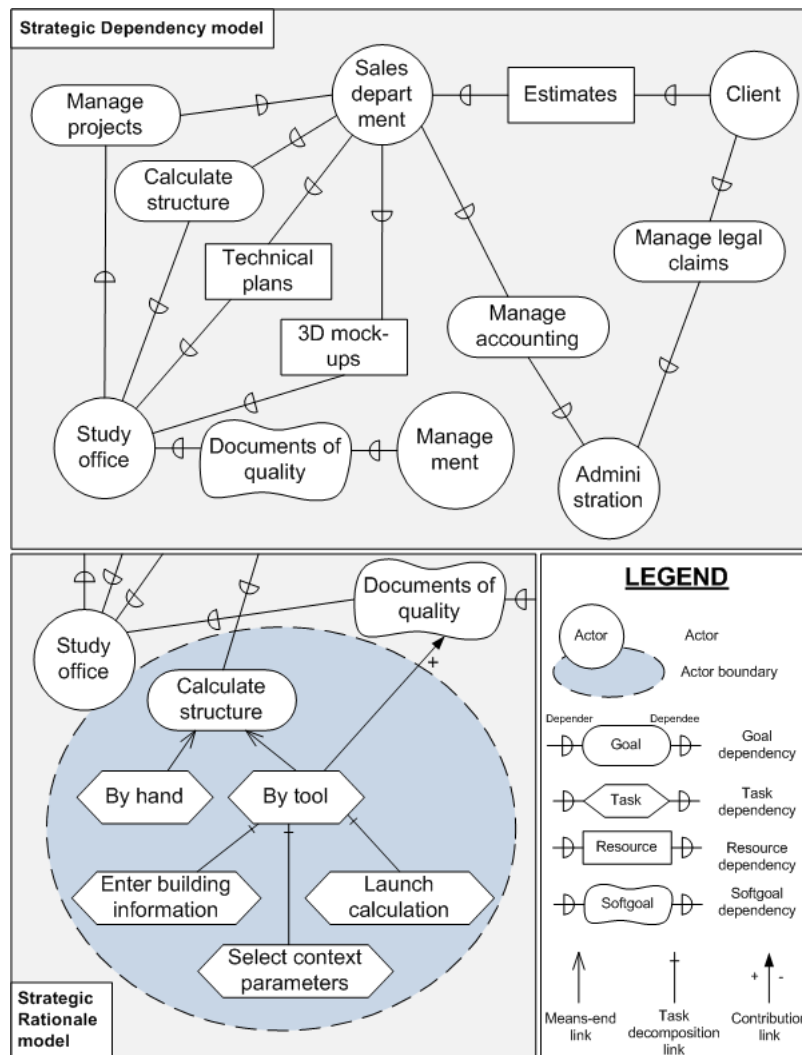 Strategic Dependency model
Sales
depart
ment
Estimates
Client
Manage
projects
Calculate
structure
Technical
plans
3D mock-
ups
Manage legal
claims
Manage
accounting
Study
office
Documents of
quality
Manage
ment
Admini
stration
Study
office
Documents of
quality
+
Calculate
structure
By hand
By tool
Enter building
information
Launch
calculation
Select context
parameters
Strategic
Rationale
model
LEGEND
Actor
Actor
Actor boundary
Depender
Dependee
Goal
Goal
dependency
Task
Task
dependency
Resource
Resource
dependency
Softgoal
Softgoal
dependency
+ -
Means-end
link
Task
decomposition
link
Contribution
link